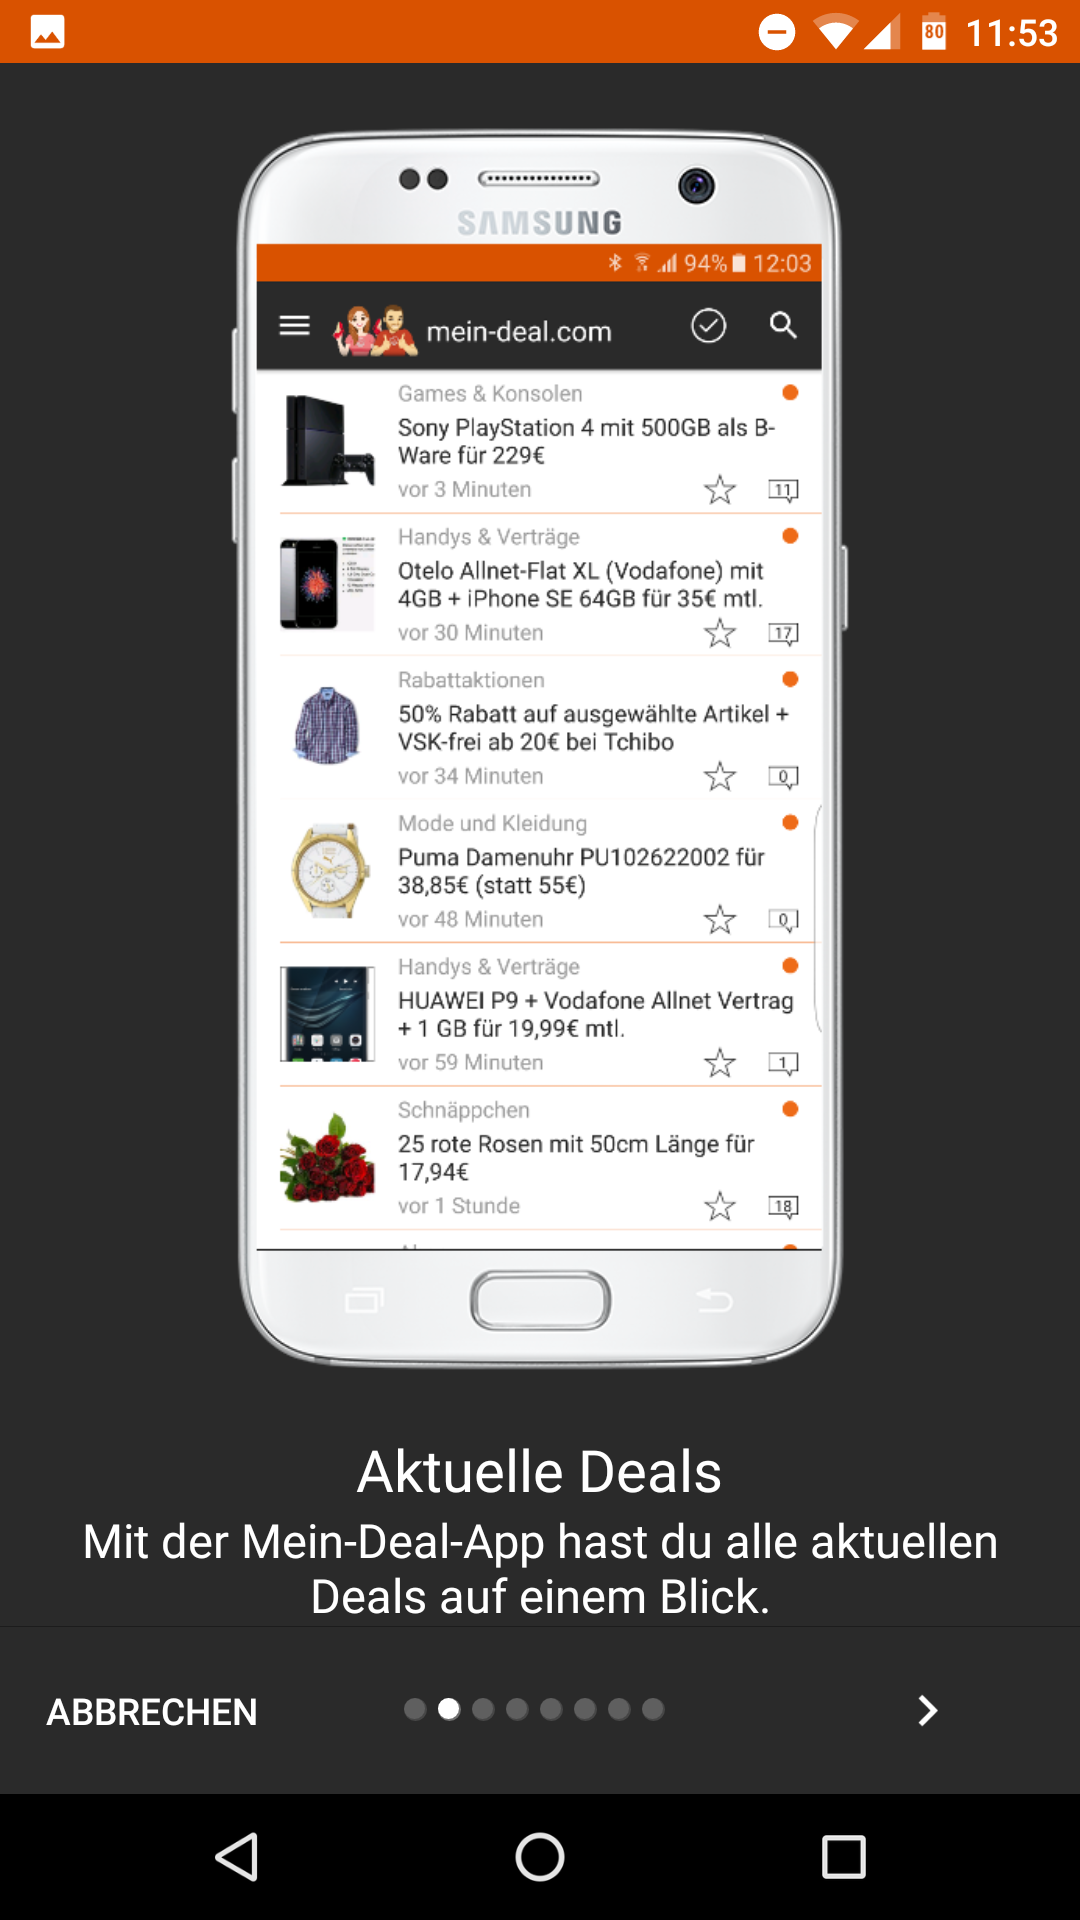 80 11:53
SAMSUNG
94% 12:03
mein-deal.com
Games & Konsolen
Sony PlayStation 4 mit 500GB als B-
Ware für 229€
vor 3 Minuten
11
Handys & Verträge
Otelo Allnet-Flat XL (Vodafone) mit
4GB + iPhone SE 64GB für 35€ mtl.
vor 30 Minuten
17
Rabattaktionen
50% Rabatt auf ausgewählte Artikel +
VSK-frei ab 20€ bei Tchibo
vor 34 Minuten
0
Mode und Kleidung
Puma Damenuhr PU102622002 für
38,85€ (statt 55€)
vor 48 Minuten
0
Handys & Verträge
HUAWEI P9 + Vodafone Allnet Vertrag
+ 1 GB für 19,99€ mtl.
vor 59 Minuten
1
Schnäppchen
25 rote Rosen mit 50cm Länge für
17,94€
vor 1 Stunde
18
Aktuelle Deals
Mit der Mein-Deal-App hast du alle aktuellen
Deals auf einem Blick.
ABBRECHEN